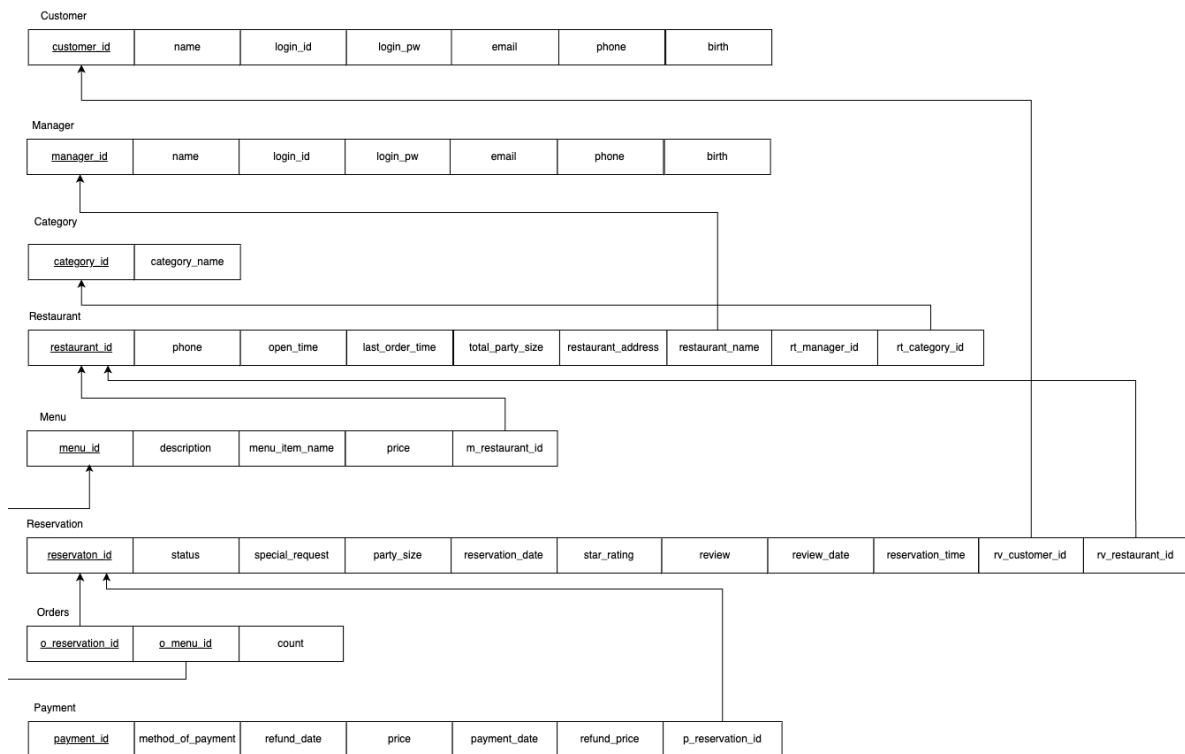 Customer
customer_id name login_id login_pw email phone birth
Manager
manager_id name login_id login_pw email phone birth
Category
category_id category_name
Restaurant
restaurant_id phone open_time last_order_time total_party_size restaurant_address restaurant_name rt_manager_id rt_category_id
Menu
menu_id description menu_item_name price m_restaurant_id
Reservation
reservaton_id status special_request party_size reservation_date star_rating review review_date reservation_time rv_customer_id rv_restaurant_id
Orders
o_reservation_id o_menu_id count
Payment
payment_id method_of_payment refund_date price payment_date refund_price p_reservation_id